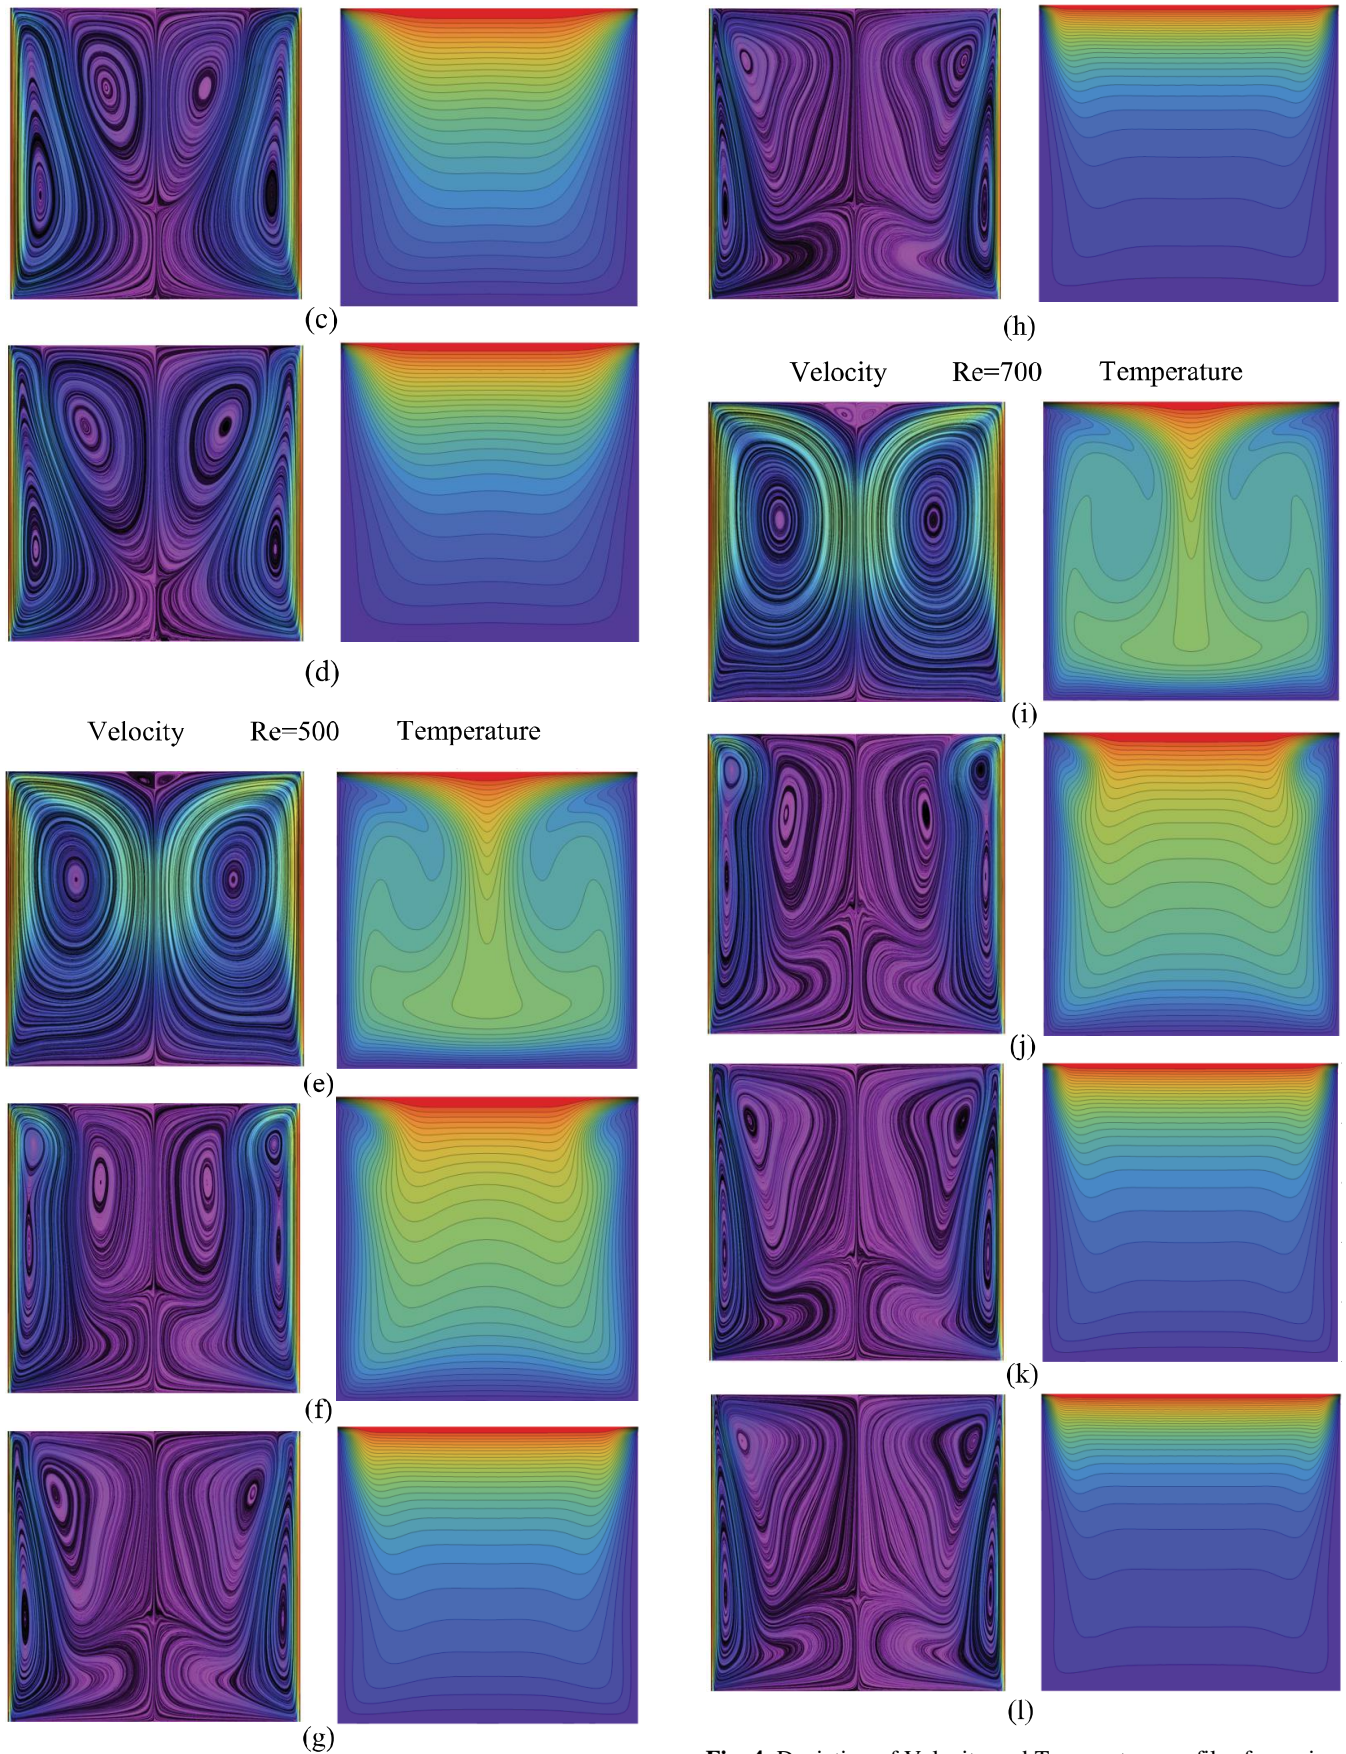 (c)
(d)
Velocity Re=500 Temperature
(e)
(f)
(g)
(h)
Velocity Re=700 Temperature
(i)
(j)
(k)
(l)